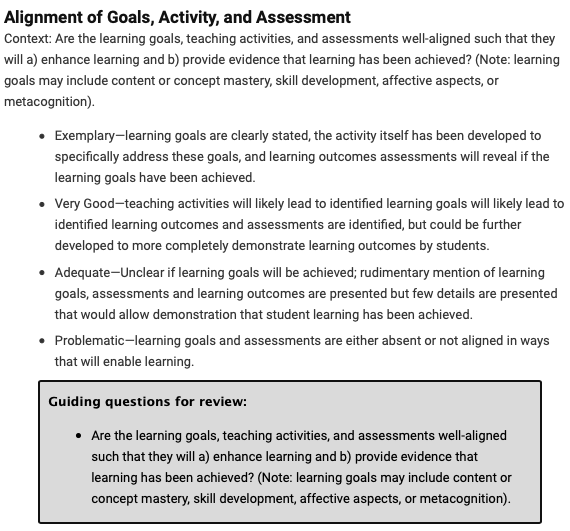 Alignment of Goals, Activity, and Assessment
Context: Are the learning goals, teaching activities, and assessments well-aligned such that they
will a) enhance learning and b) provide evidence that learning has been achieved? (Note: learning
goals may include content or concept mastery, skill development, affective aspects, or
metacognition).
• Exemplary—learning goals are clearly stated, the activity itself has been developed to
specifically address these goals, and learning outcomes assessments will reveal if the
learning goals have been achieved.
• Very Good—teaching activities will likely lead to identified learning goals will likely lead to
identified learning outcomes and assessments are identified, but could be further
developed to more completely demonstrate learning outcomes by students.
• Adequate—Unclear if learning goals will be achieved; rudimentary mention of learning
goals, assessments and learning outcomes are presented but few details are presented
that would allow demonstration that student learning has been achieved.
• Problematic—learning goals and assessments are either absent or not aligned in ways
that will enable learning.
Guiding questions for review:
• Are the learning goals, teaching activities, and assessments well-aligned
such that they will a) enhance learning and b) provide evidence that
learning has been achieved? (Note: learning goals may include content or
concept mastery, skill development, affective aspects, or metacognition).